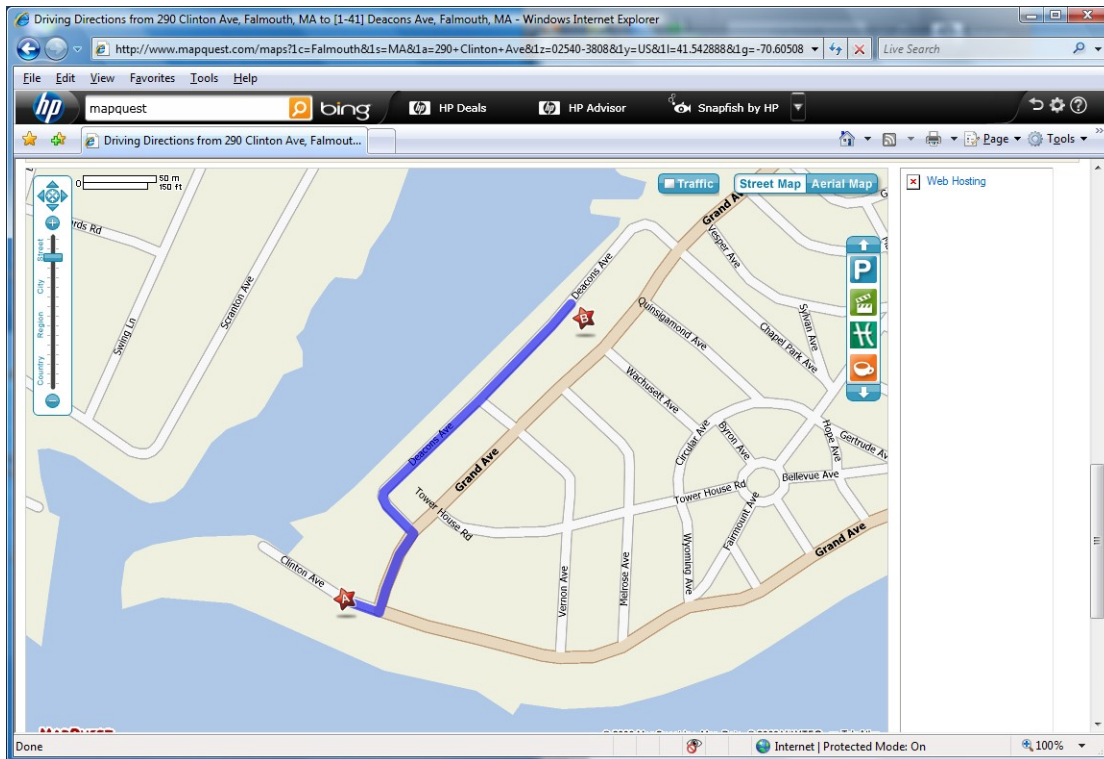 Driving Directions from 290 Clinton Ave, Falmouth, MA to [1-41] Deacons Ave, Falmouth, MA - Windows Internet Explorer
http://www.mapquest.com/maps?1c=Falmouth&1s=MA&1a=290+Clinton+Ave&1z=02540-3808&1y=US&1l=41.542888&1g=-70.60508
Live Search
File Edit View Favorites Tools Help
hp mapquest bing HP Deals HP Advisor Snapfish by HP
Driving Directions from 290 Clinton Ave, Falmout...
Page Tools
0 50 m
150 ft
Traffic Street Map Aerial Map
Web Hosting
Grand Ave
rds Rd
Vesper Ave
Street
Deacons Ave
P
Scranton Ave
City
Quinsigamond Ave
Sylvan Ave
Swing Ln
Region
Chapel Park Ave
Country
B
Wachusett Ave
Circular Ave
Byron Ave
Hope Ave
Gertrude Av
Deacons Ave
Grand Ave
Bellevue Ave
Tower House Rd
Tower House Rd
Fairmount Ave
Grand Ave
Wyoming Ave
Clinton Ave
A
Vernon Ave
Melrose Ave
MAPQUEST
Done
Internet | Protected Mode: On
100%